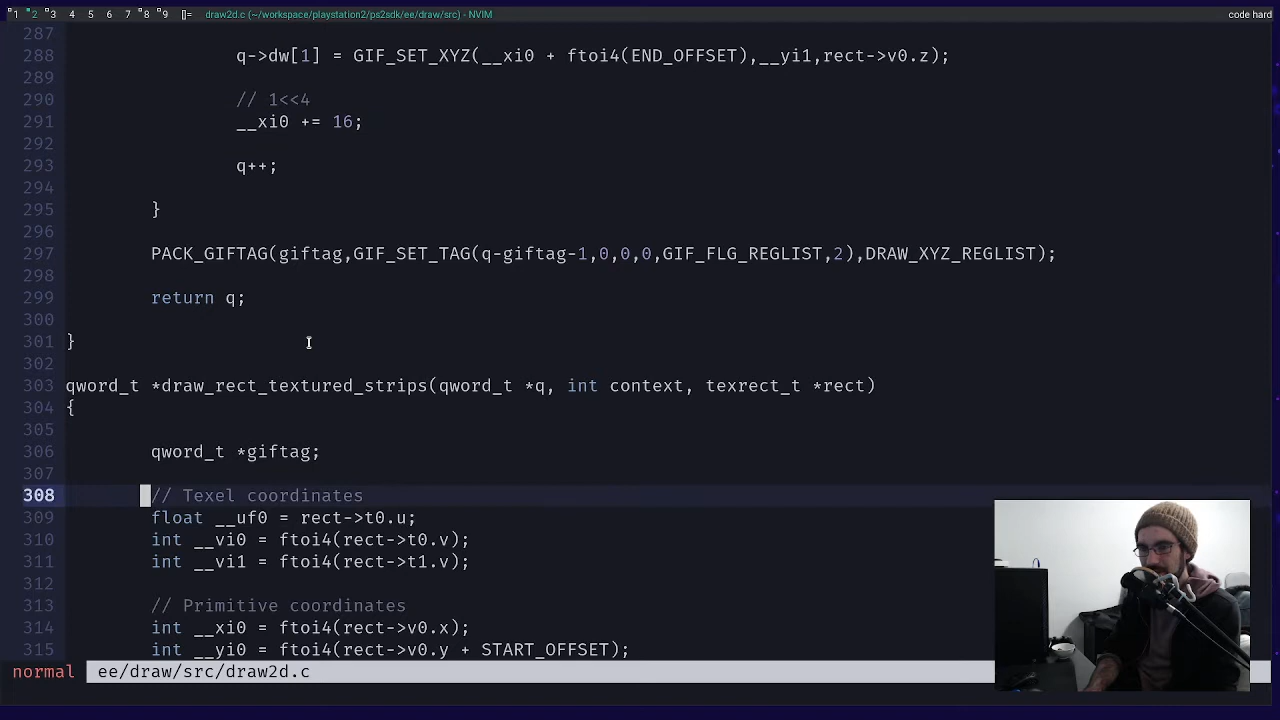 1 2 3 4 5 6 7 8 9 []= draw2d.c (~/workspace/playstation2/ps2sdk/ee/draw/src) - NVIM code hard
287
288 q->dw[1] = GIF_SET_XYZ(__xi0 + ftoi4(END_OFFSET),__yi1,rect->v0.z);
289
290 // 1<<4
291 __xi0 += 16;
292
293 q++;
294
295 }
296
297 PACK_GIFTAG(giftag,GIF_SET_TAG(q-giftag-1,0,0,0,GIF_FLG_REGLIST,2),DRAW_XYZ_REGLIST);
298
299 return q;
300
301 }
302
303 qword_t *draw_rect_textured_strips(qword_t *q, int context, texrect_t *rect)
304 {
305
306 qword_t *giftag;
307
308 // Texel coordinates
309 float __uf0 = rect->t0.u;
310 int __vi0 = ftoi4(rect->t0.v);
311 int __vi1 = ftoi4(rect->t1.v);
312
313 // Primitive coordinates
314 int __xi0 = ftoi4(rect->v0.x);
315 int __yi0 = ftoi4(rect->v0.y + START_OFFSET);
normal ee/draw/src/draw2d.c